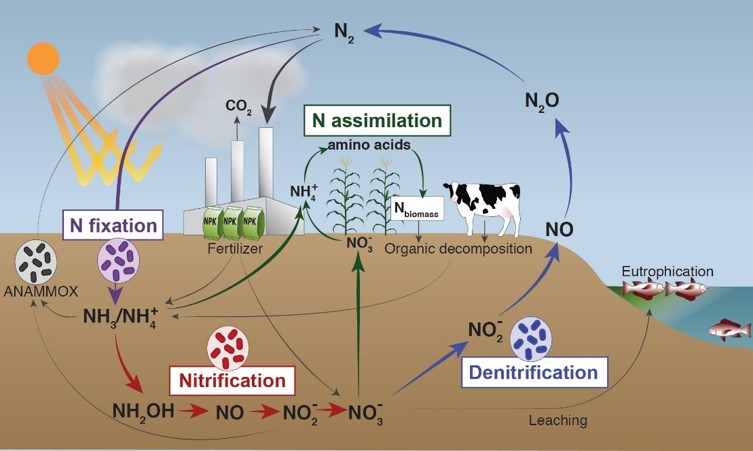 N₂
CO₂
N₂O
N assimilation
amino acids
NH₄⁺
N biomass
N fixation
NPK NPK NPK
Fertilizer
NO₃⁻
Organic decomposition
NO
Eutrophication
ANAMMOX
NH₃/NH₄⁺
NO₂⁻
Nitrification
Denitrification
NH₂OH
NO
NO₂⁻
NO₃⁻
Leaching